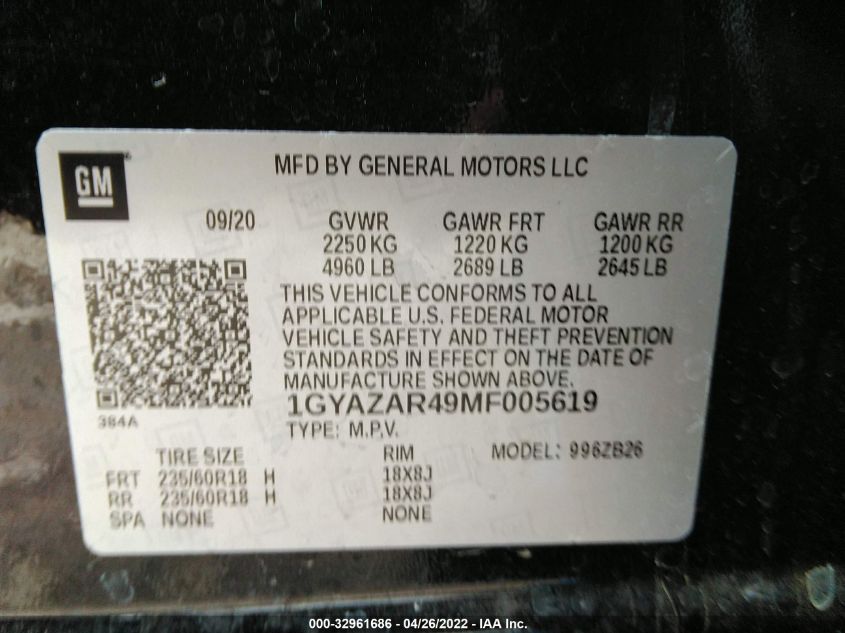 GM
MFD BY GENERAL MOTORS LLC
09/20 GVWR GAWR FRT GAWR RR
2250 KG 1220 KG 1200 KG
4960 LB 2689 LB 2645 LB
THIS VEHICLE CONFORMS TO ALL
APPLICABLE U.S. FEDERAL MOTOR
VEHICLE SAFETY AND THEFT PREVENTION
STANDARDS IN EFFECT ON THE DATE OF
MANUFACTURE SHOWN ABOVE.
384A
1GYAZAR49MF005619
TYPE: M.P.V. MODEL: 996ZB26
TIRE SIZE RIM
FRT 235/60R18 H 18X8J
RR 235/60R18 H 18X8J
SPA NONE NONE
000-32961686 - 04/26/2022 - IAA Inc.